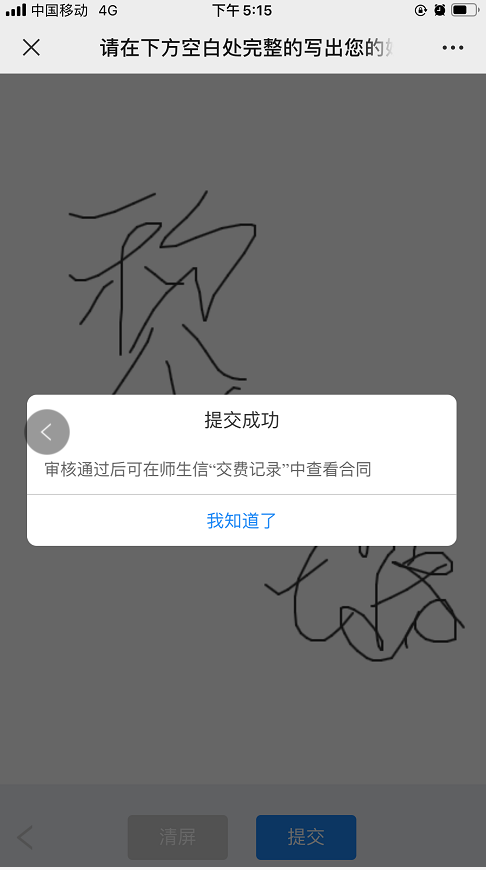 中国移动 4G 下午5:15
请在下方空白处完整的写出您的
提交成功
审核通过后可在师生信“交费记录”中查看合同
我知道了
清屏 提交